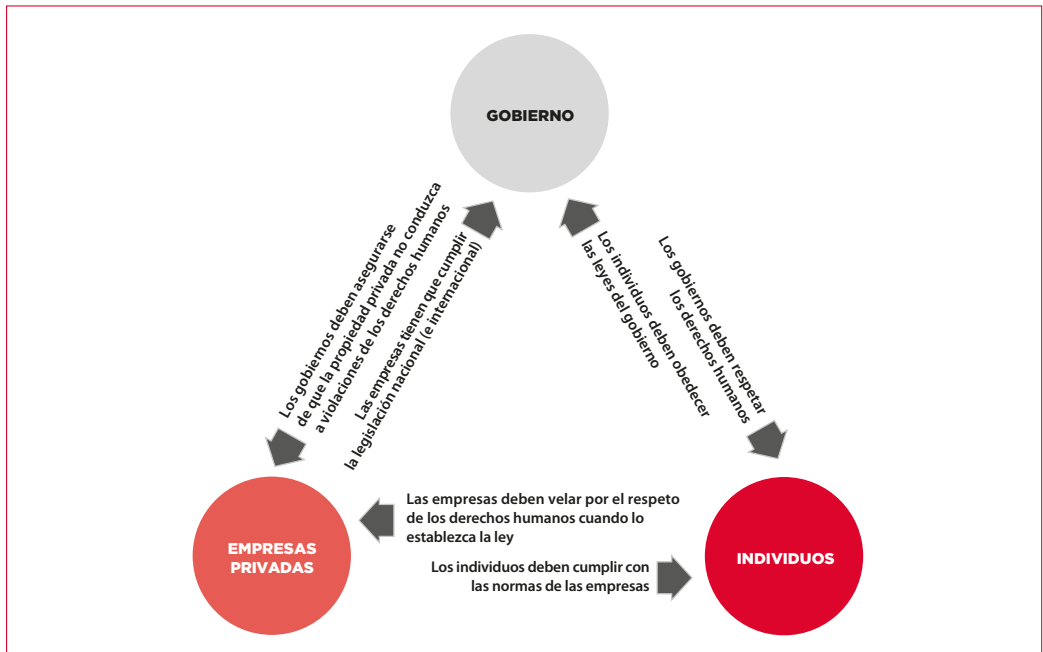 GOBIERNO
Los gobiernos deben asegurarse
de que la propiedad privada no conduzca
a violaciones de los derechos humanos
Las empresas tienen que cumplir
la legislación nacional (e internacional)
Los individuos deben obedecer
las leyes del gobierno
Los gobiernos deben respetar
los derechos humanos
EMPRESAS
PRIVADAS
Las empresas deben velar por el respeto
de los derechos humanos cuando lo
establezca la ley
Los individuos deben cumplir con
las normas de las empresas
INDIVIDUOS